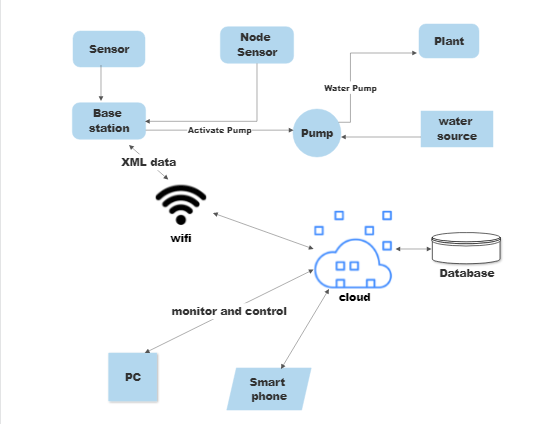 Sensor
Node
Sensor
Plant
Water Pump
Base
station
Activate Pump
Pump
water
source
XML data
wifi
cloud
Database
monitor and control
PC
Smart
phone